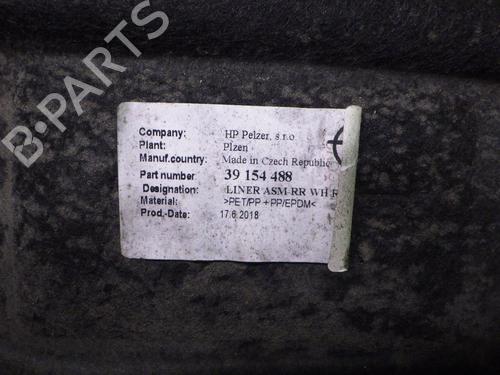 B-PARTS
Company: HP Pelzer, s.r.o
Plant: Plzen
Manuf.country: Made in Czech Republic
Part number 39 154 488
Designation: LINER ASM-RR WH
Material: >PET/PP + PP/EPDM<
Prod.-Date: 17.6.2018